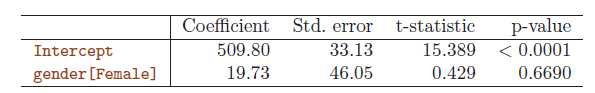 Coefficient Std. error t-statistic p-value
Intercept 509.80 33.13 15.389 < 0.0001
gender[Female] 19.73 46.05 0.429 0.6690